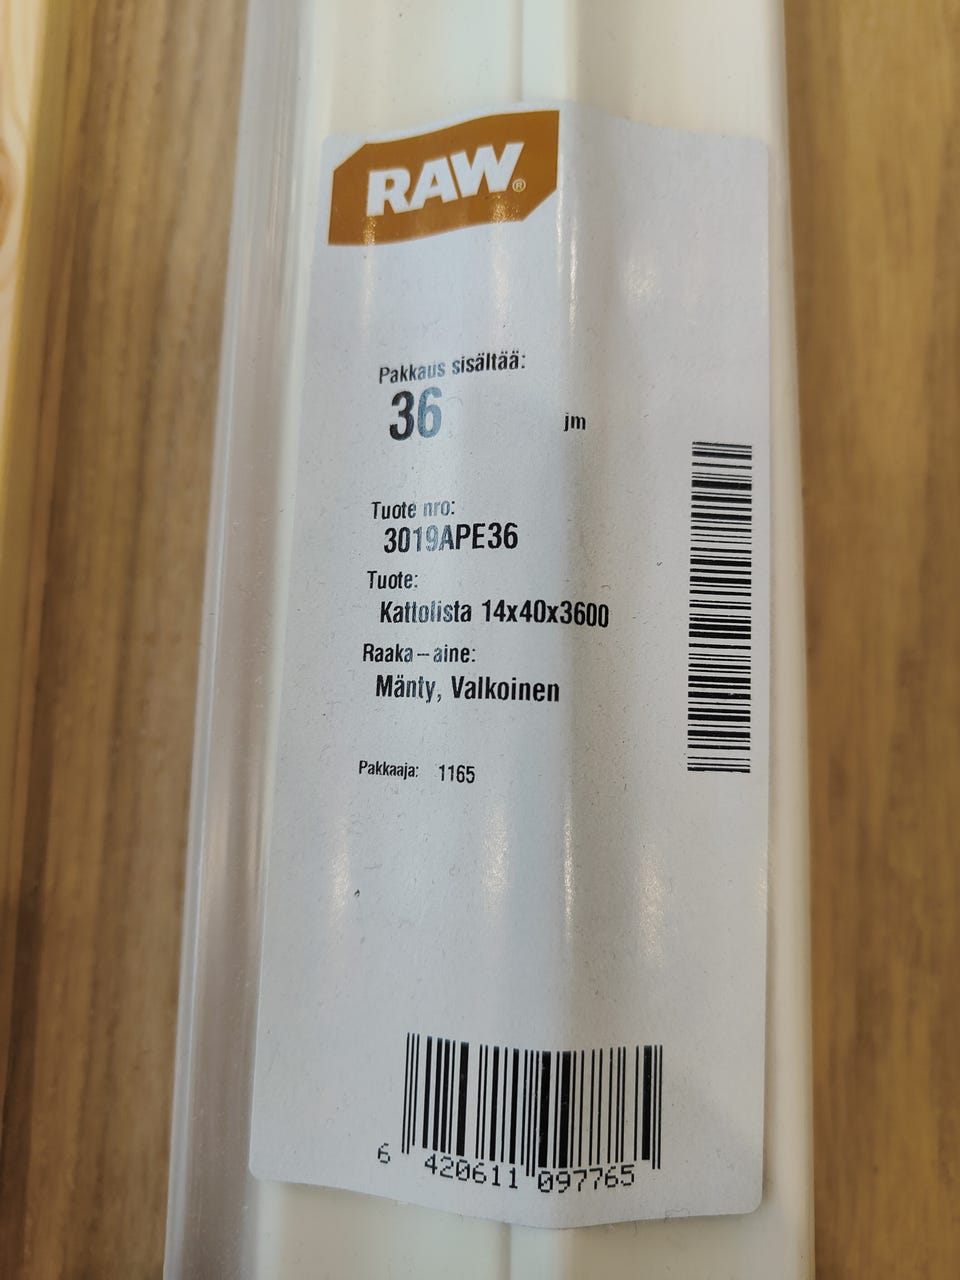 RAW®
Pakkaus sisältää:
36 jm
Tuote nro:
3019APE36
Tuote:
Kattolista 14x40x3600
Raaka-aine:
Mänty, Valkoinen
Pakkaaja: 1165
6 420611 097765